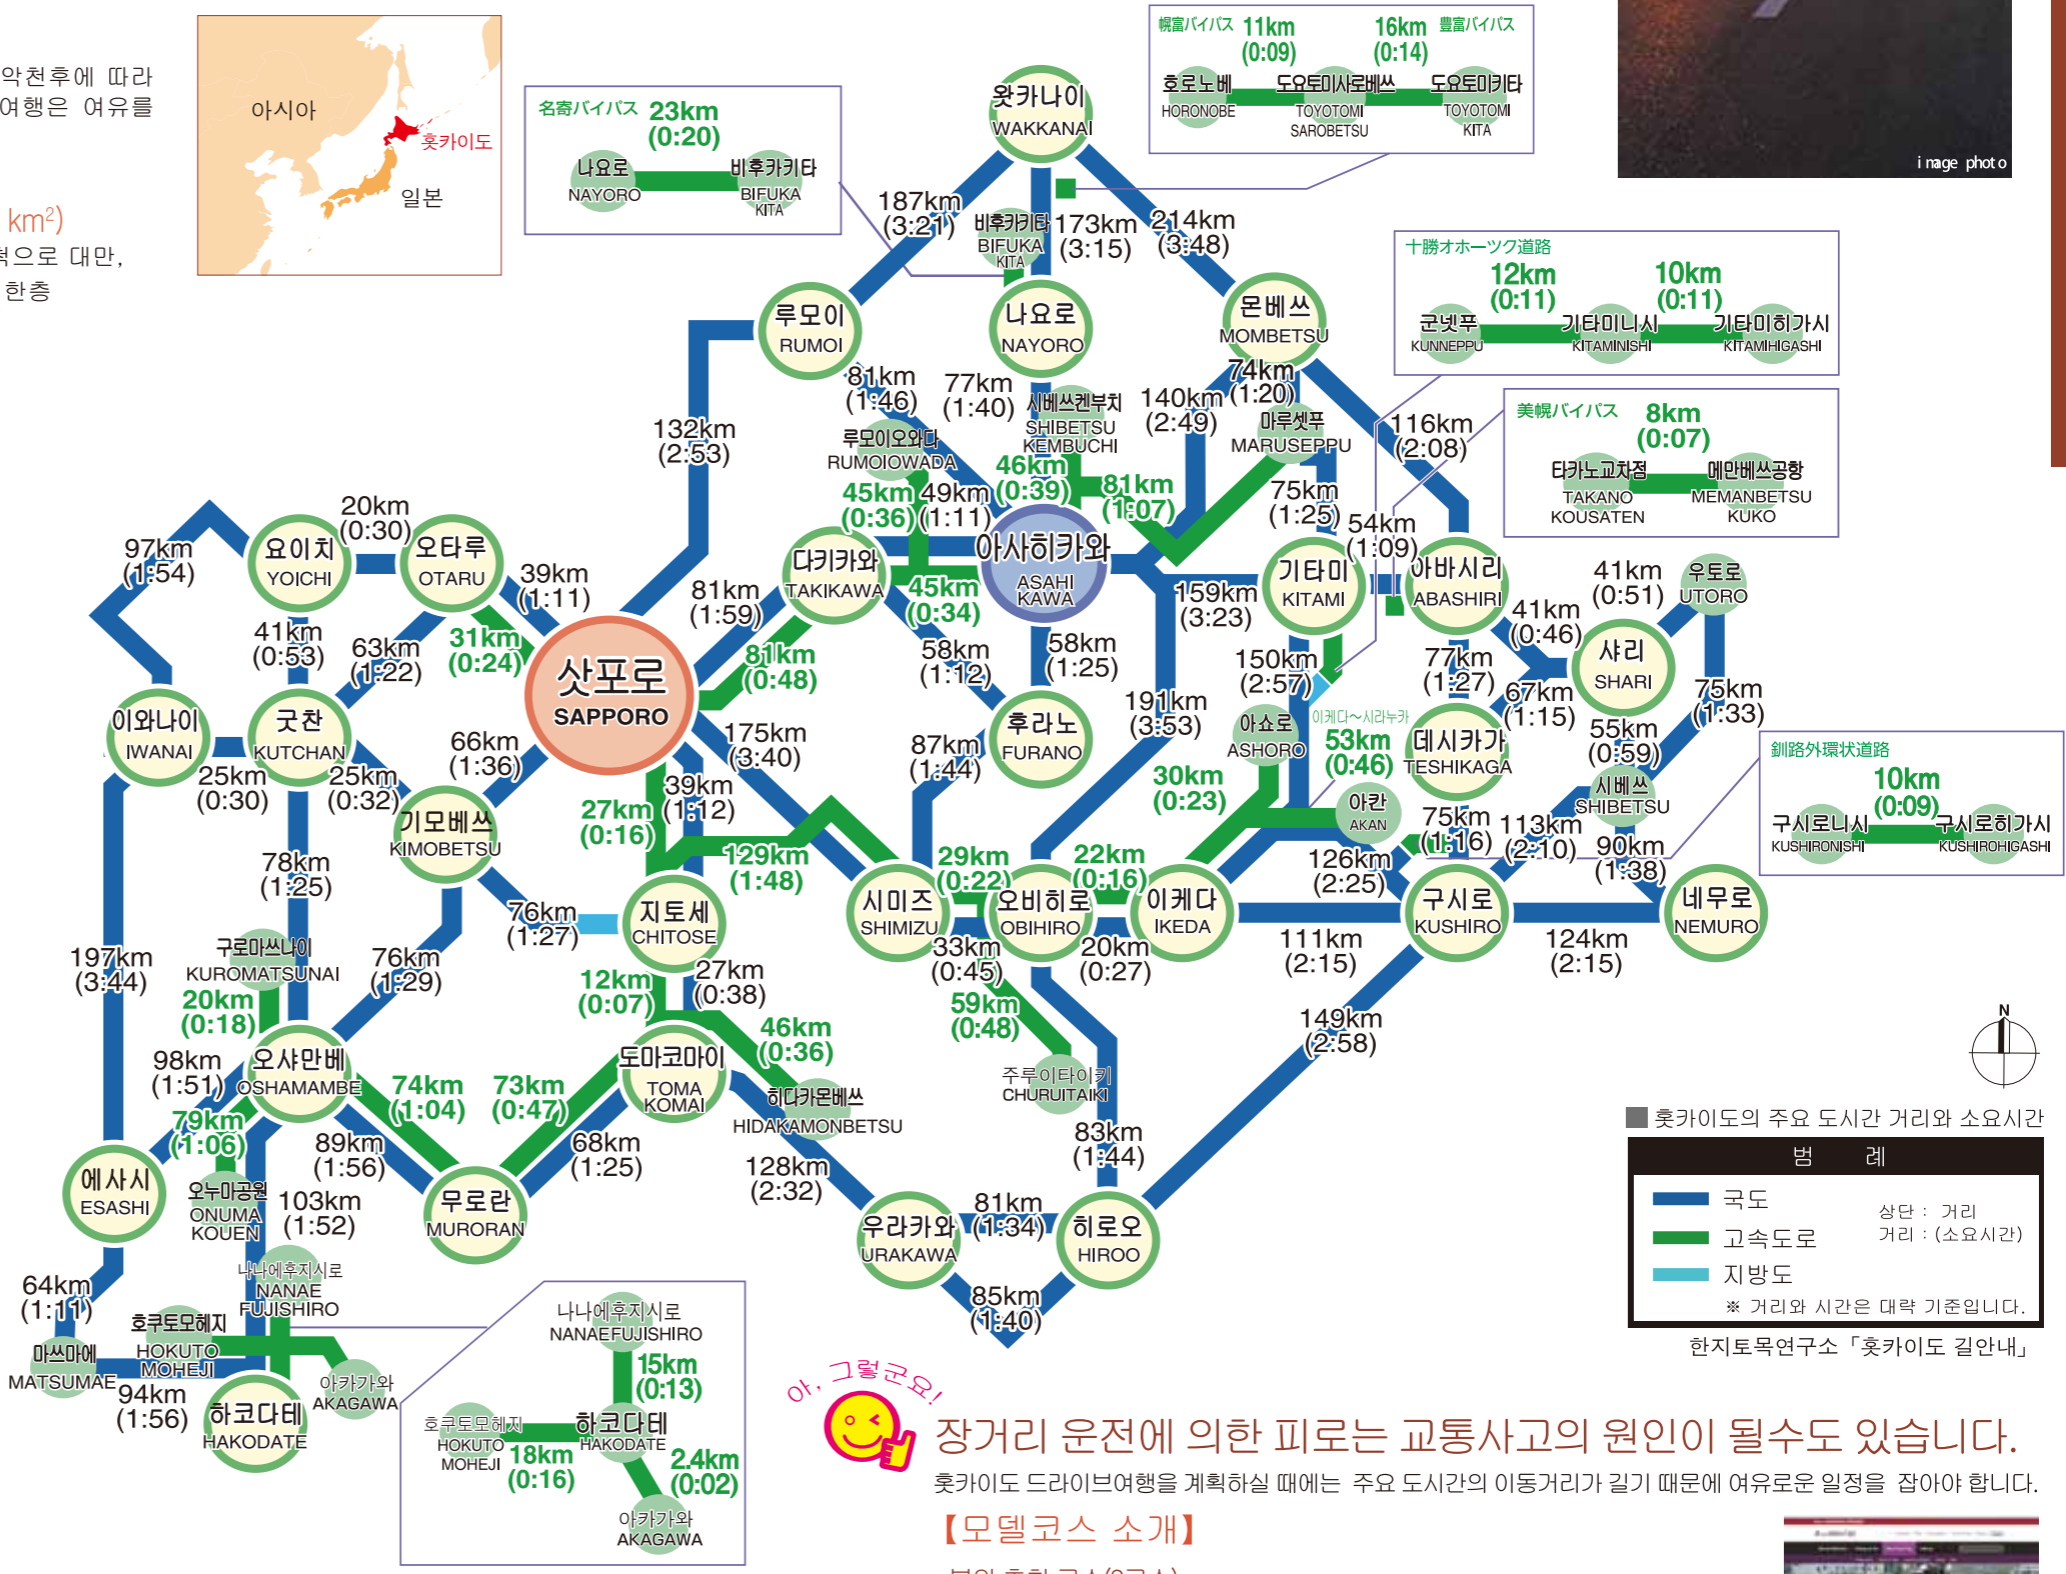 악천후에 따라
여행은 여유를
km²)
적으로 대만,
한층
아시아
홋카이도
일본
image photo
名寄バイパス 23km
(0:20)
나요로
NAYORO
비후카키타
BIFUKA
KITA
幌富バイパス 11km
(0:09)
16km 豊富バイパス
(0:14)
호로노베
HORONOBE
도요토미사로베쓰
TOYOTOMI
SAROBETSU
도요토미키타
TOYOTOMI
KITA
十勝オホーツク道路
12km
(0:11)
10km
(0:11)
군넷푸
KUNNEPPU
기타미니시
KITAMINISHI
기타미히가시
KITAMIHIGASHI
美幌バイパス 8km
(0:07)
타카노교차점
TAKANO
KOUSATEN
메만베쓰공항
MEMANBETSU
KUKO
왓카나이
WAKKANAI
187km
(3:21)
비후카키타
BIFUKA
KITA
173km
(3:15)
214km
(3:48)
루모이
RUMOI
나요로
NAYORO
몬베쓰
MOMBETSU
132km
(2:53)
81km
(1:46)
77km
(1:40)
시베쓰켄부치
SHIBETSU
KEMBUCHI
140km
(2:49)
74km
(1:20)
마루셋푸
MARUSEPPU
116km
(2:08)
루모이오와다
RUMOIOWADA
45km
(0:36)
49km
(1:11)
46km
(0:39)
81km
(1:07)
75km
(1:25)
54km
(1:09)
97km
(1:54)
요이치
YOICHI
20km
(0:30)
오타루
OTARU
39km
(1:11)
81km
(1:59)
다키카와
TAKIKAWA
45km
(0:34)
아사히카와
ASAHI
KAWA
159km
(3:23)
기타미
KITAMI
아바시리
ABASHIRI
41km
(0:51)
우토로
UTORO
41km
(0:46)
41km
(0:53)
63km
(1:22)
31km
(0:24)
삿포로
SAPPORO
81km
(0:48)
58km
(1:12)
58km
(1:25)
150km
(2:57)
77km
(1:27)
67km
(1:15)
샤리
SHARI
75km
(1:33)
이와나이
IWANAI
굿찬
KUTCHAN
25km
(0:30)
25km
(0:32)
66km
(1:36)
175km
(3:40)
87km
(1:44)
후라노
FURANO
191km
(3:53)
아쇼로
ASHORO
이케다~시라누카
53km
(0:46)
데시카가
TESHIKAGA
55km
(0:59)
시베쓰
SHIBETSU
釧路外環状道路
10km
(0:09)
구시로니시
KUSHIRONISHI
구시로히가시
KUSHIROHIGASHI
기모베쓰
KIMOBETSU
27km
(0:16)
39km
(1:12)
129km
(1:48)
30km
(0:23)
아칸
AKAN
75km
(1:16)
113km
(2:10)
90km
(1:38)
78km
(1:25)
76km
(1:27)
지토세
CHITOSE
시미즈
SHIMIZU
29km
(0:22)
오비히로
OBIHIRO
22km
(0:16)
이케다
IKEDA
126km
(2:25)
구시로
KUSHIRO
네무로
NEMURO
197km
(3:44)
구로마쓰나이
KUROMATSUNAI
20km
(0:18)
76km
(1:29)
12km
(0:07)
27km
(0:38)
33km
(0:45)
20km
(0:27)
111km
(2:15)
124km
(2:15)
59km
(0:48)
149km
(2:58)
98km
(1:51)
오샤만베
OSHAMAMBE
74km
(1:04)
73km
(0:47)
도마코마이
TOMA
KOMAI
46km
(0:36)
히다카몬베쓰
HIDAKAMONBETSU
주루이타이키
CHURUITAIKI
79km
(1:06)
89km
(1:56)
68km
(1:25)
128km
(2:32)
83km
(1:44)
에사시
ESASHI
오누마공원
ONUMA
KOUEN
103km
(1:52)
무로란
MURORAN
우라카와
URAKAWA
81km
(1:34)
히로오
HIROO
85km
(1:40)
64km
(1:11)
나나에후지시로
NANAE
FUJISHIRO
호쿠토모헤지
HOKUTO
MOHEJI
마쓰마에
MATSUMAE
94km
(1:56)
하코다테
HAKODATE
아카가와
AKAGAWA
나나에후지시로
NANAEFUJISHIRO
15km
(0:13)
호쿠토모헤지
HOKUTO
MOHEJI
18km
(0:16)
하코다테
HAKODATE
2.4km
(0:02)
아카가와
AKAGAWA
N
홋카이도의 주요 도시간 거리와 소요시간
범 례
국도
고속도로
지방도
상단 : 거리
거리 : (소요시간)
※ 거리와 시간은 대략 기준입니다.
한지토목연구소「홋카이도 길안내」
아, 그렇군요!
장거리 운전에 의한 피로는 교통사고의 원인이 될수도 있습니다.
홋카이도 드라이브여행을 계획하실 때에는 주요 도시간의 이동거리가 길기 때문에 여유로운 일정을 잡아야 합니다.
【모델코스 소개】